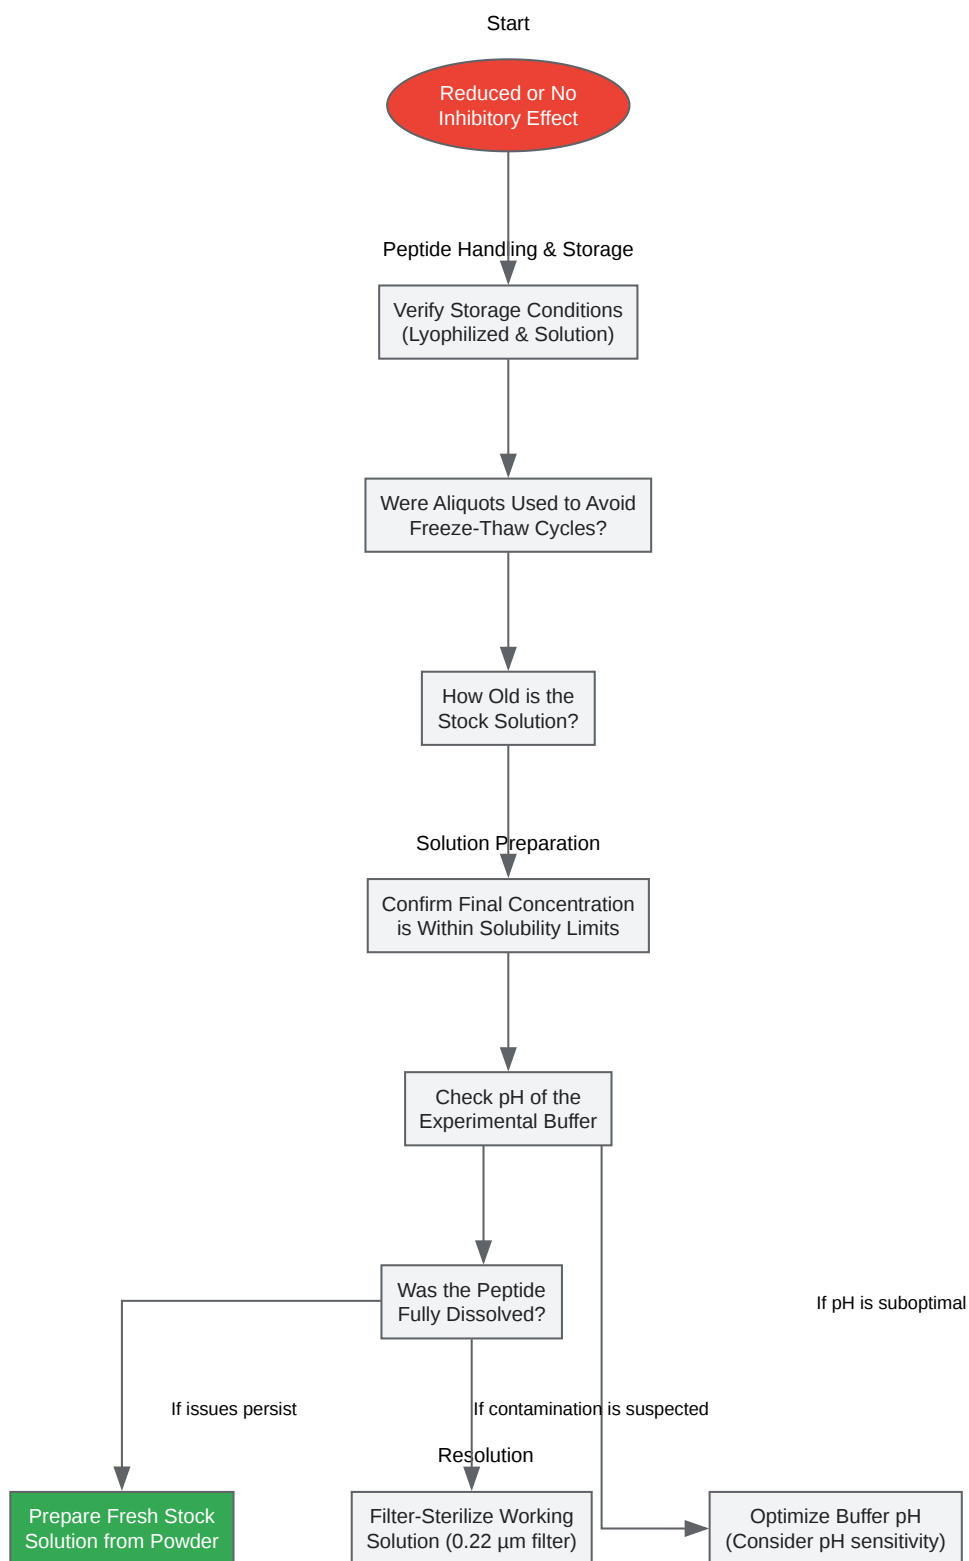 Start
Reduced or No
Inhibitory Effect
Peptide Handling & Storage
Verify Storage Conditions
(Lyophilized & Solution)
Were Aliquots Used to Avoid
Freeze-Thaw Cycles?
How Old is the
Stock Solution?
Solution Preparation
Confirm Final Concentration
is Within Solubility Limits
Check pH of the
Experimental Buffer
Was the Peptide
Fully Dissolved?
If pH is suboptimal
If issues persist
If contamination is suspected
Resolution
Prepare Fresh Stock
Solution from Powder
Filter-Sterilize Working
Solution (0.22 µm filter)
Optimize Buffer pH
(Consider pH sensitivity)